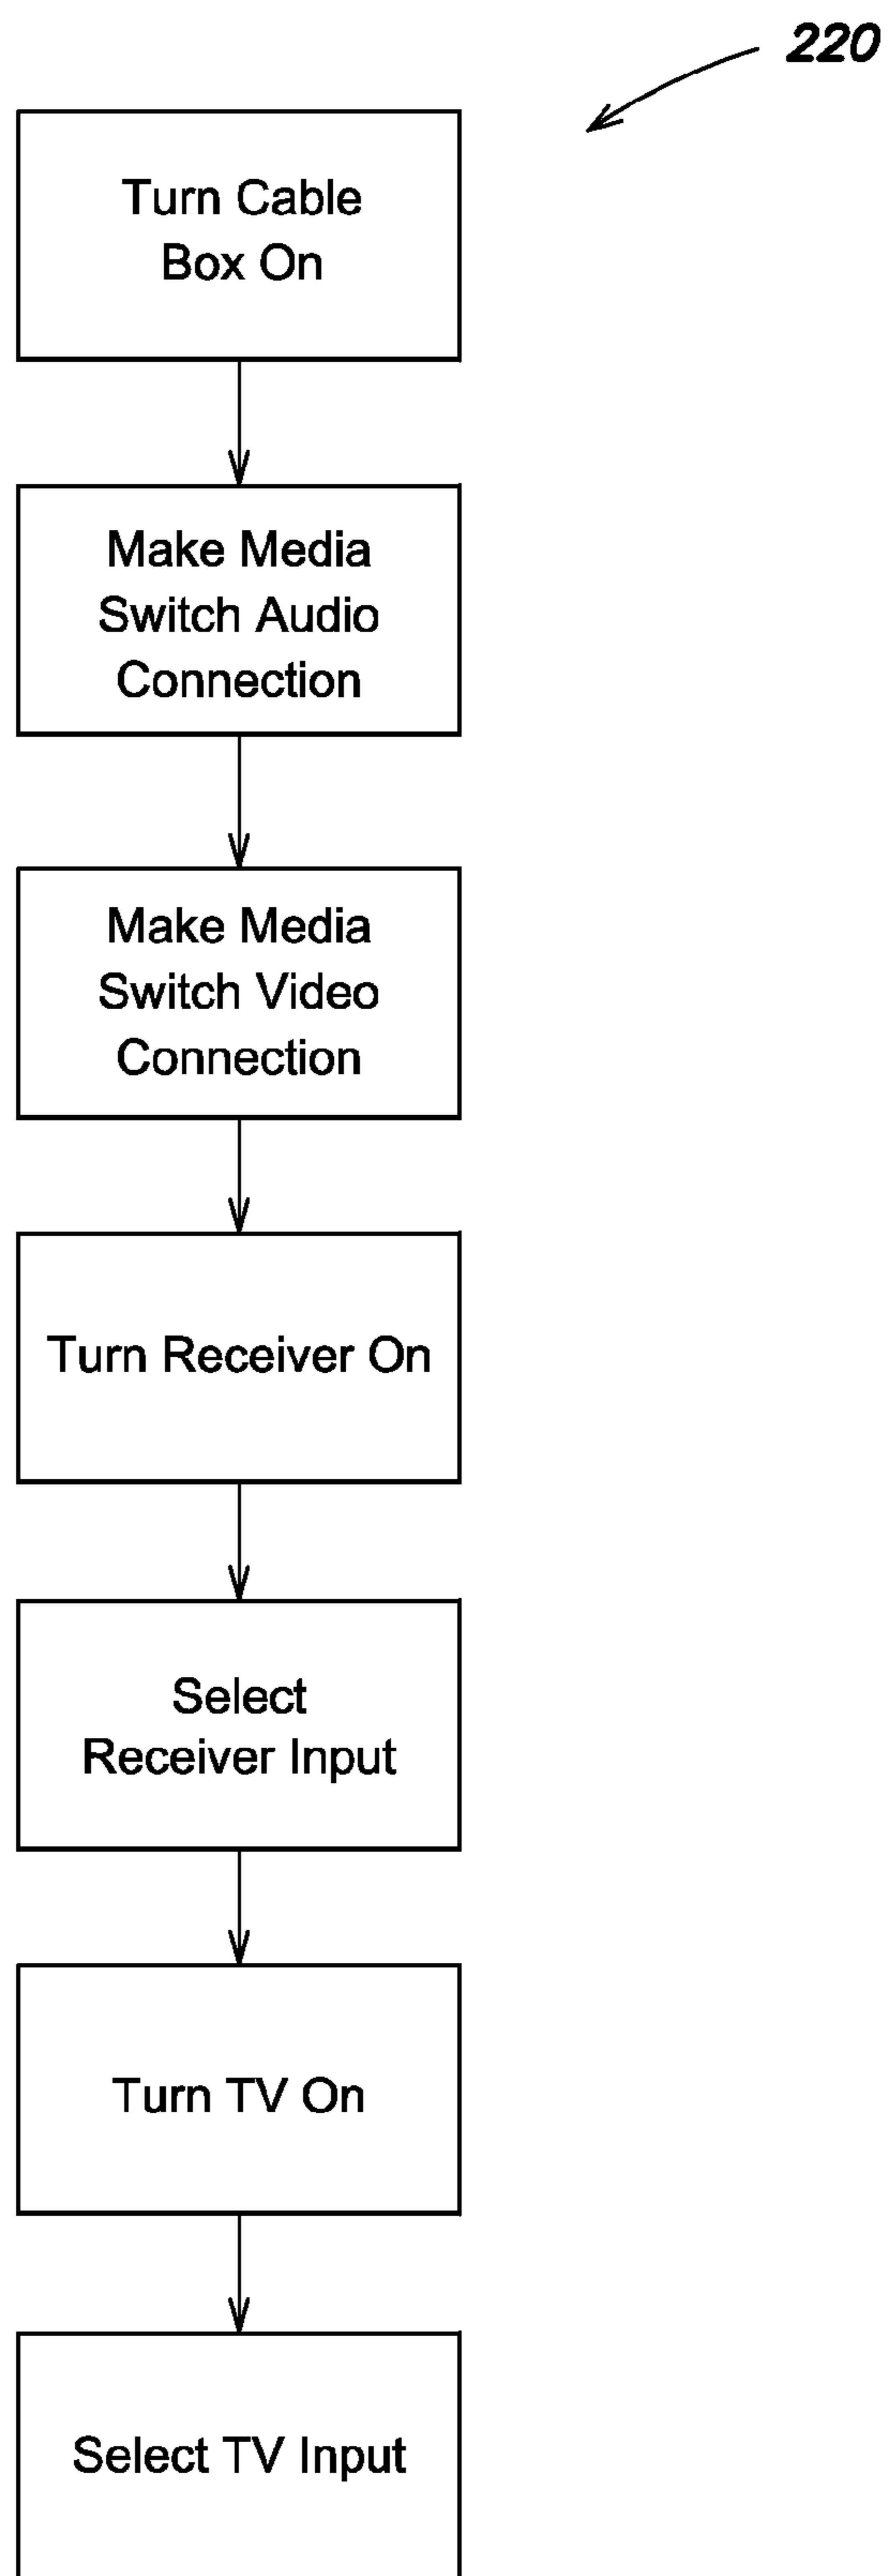 220
Turn Cable
Box On
Make Media
Switch Audio
Connection
Make Media
Switch Video
Connection
Turn Receiver On
Select
Receiver Input
Turn TV On
Select TV Input